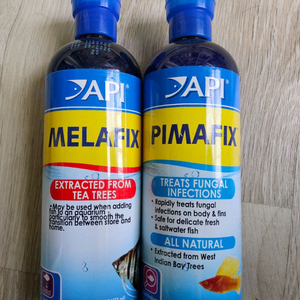 API
MELAFIX
EXTRACTED FROM
TEA TREES
• May be used when adding
fish to an aquarium
particularly to smooth the
transition between store and
home.
API
PIMAFIX
TREATS FUNGAL
INFECTIONS
• Rapidly treats fungal
infections on body & fins
• Safe for delicate fresh
& saltwater fish
ALL NATURAL
• Extracted from West
Indian Bay Trees